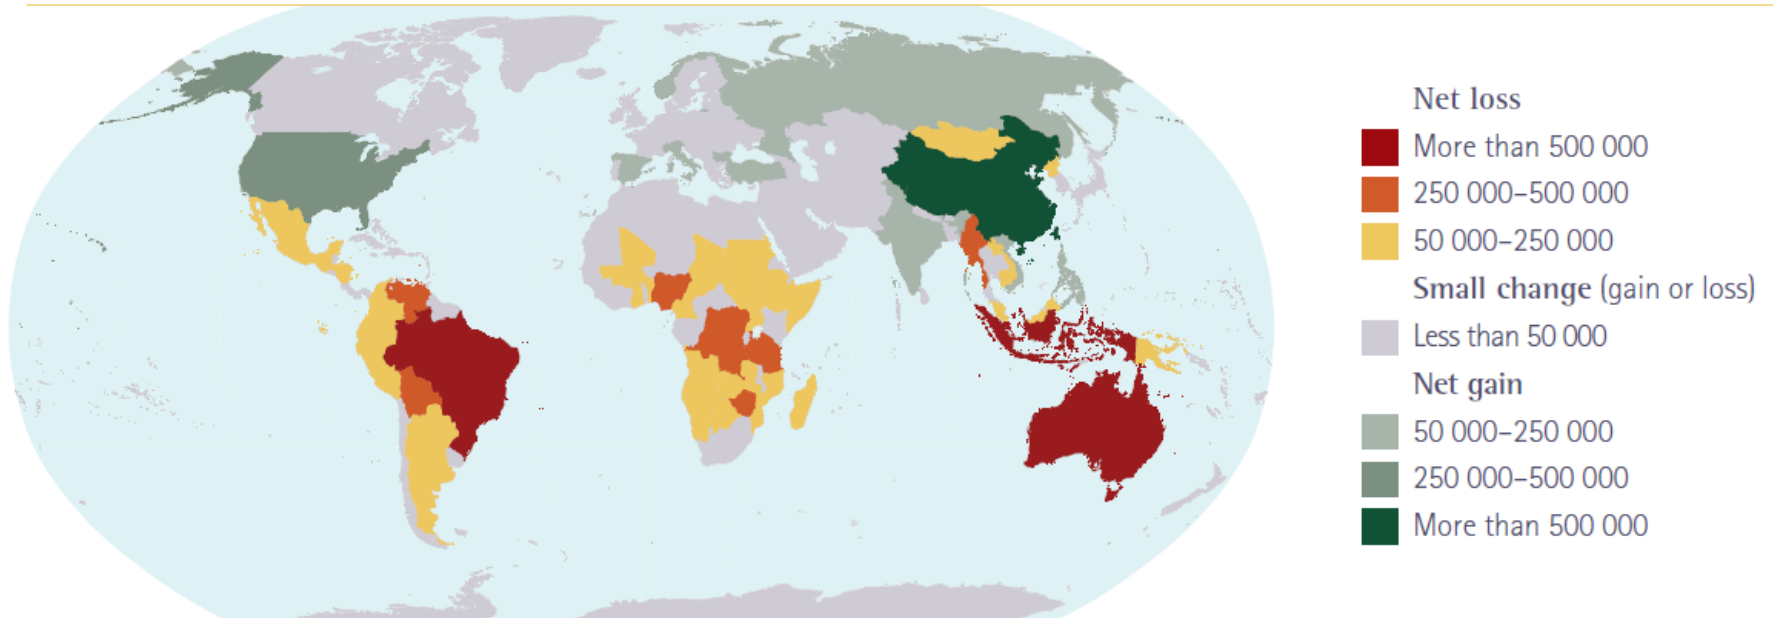 Net loss
More than 500 000
250 000–500 000
50 000–250 000
Small change (gain or loss)
Less than 50 000
Net gain
50 000–250 000
250 000–500 000
More than 500 000